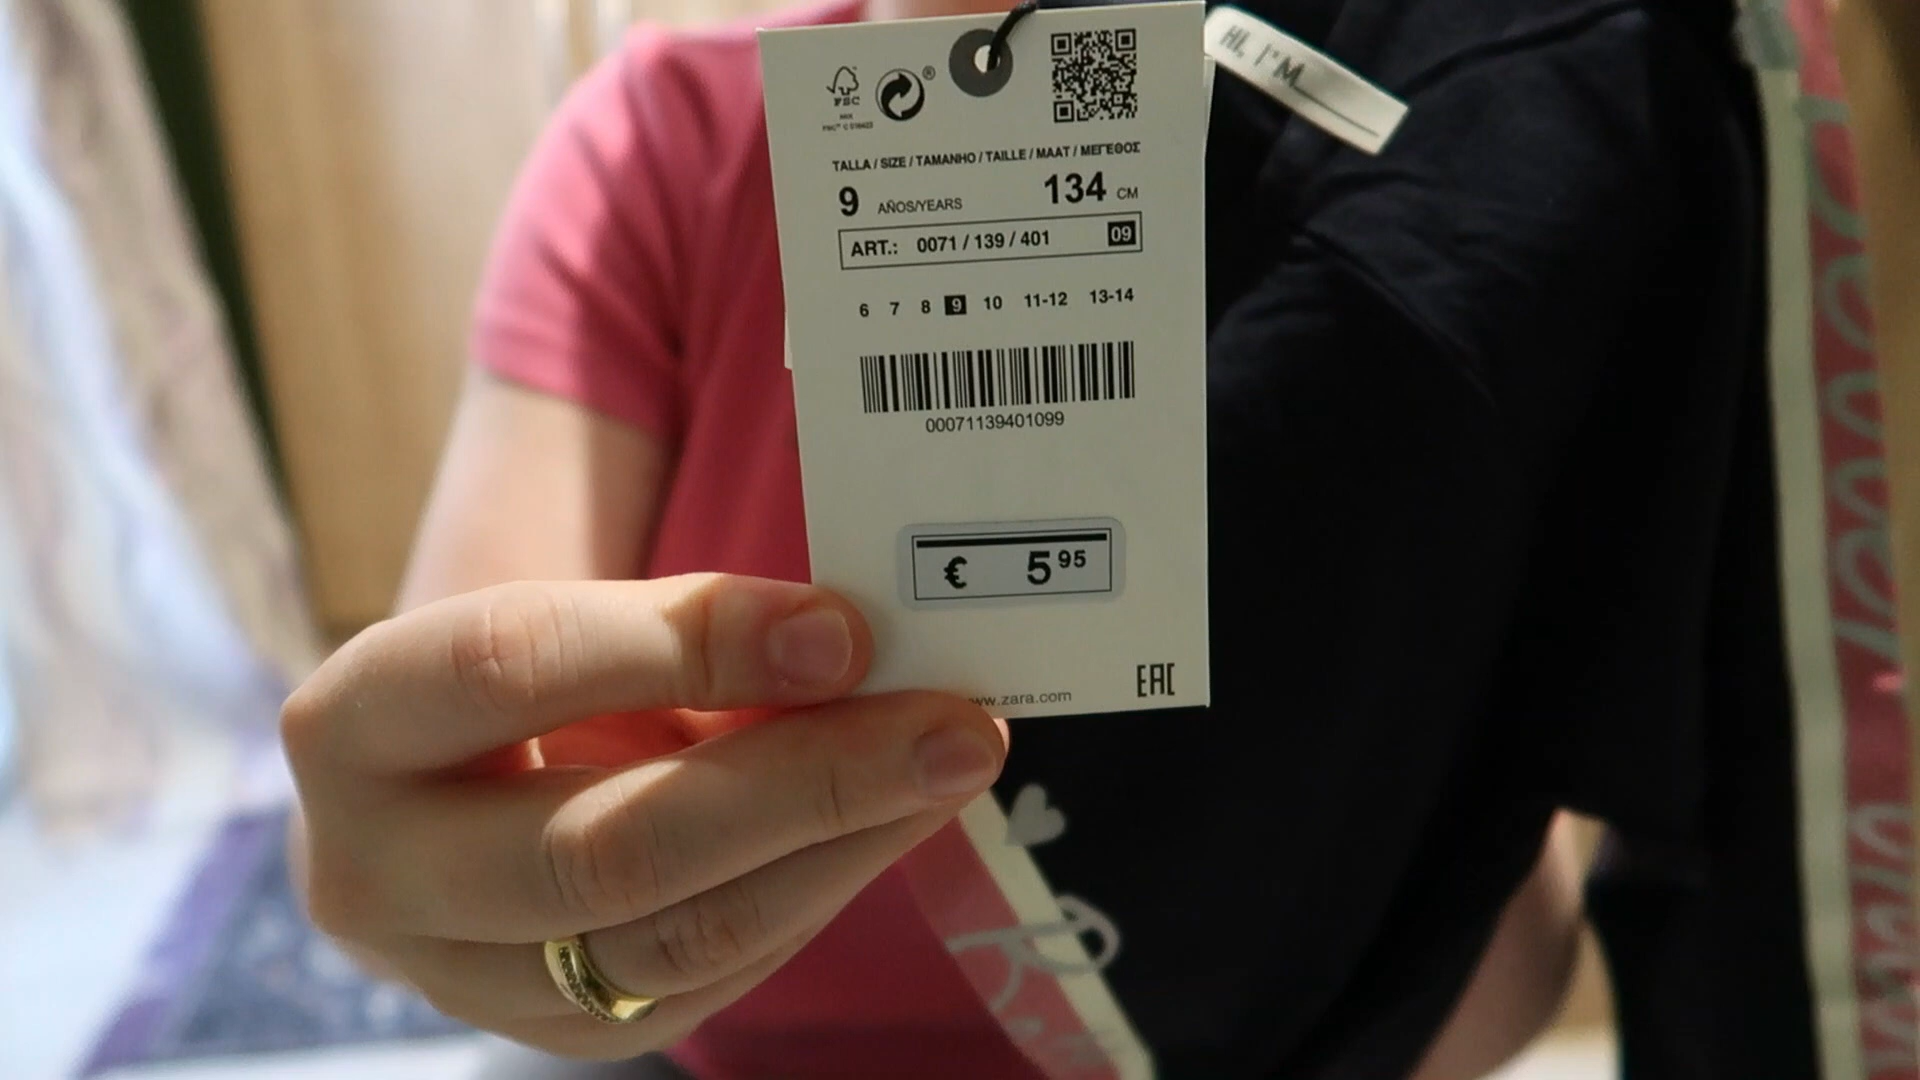 FSC
®
HI, I'M
TALLA / SIZE / TAMANHO / TAILLE / MAAT / ΜΕΓΕΘΟΣ
9 AÑOS/YEARS 134 CM
ART.: 0071 / 139 / 401 09
6 7 8 9 10 11-12 13-14
00071139401099
€ 5 95
ww.zara.com
EAC